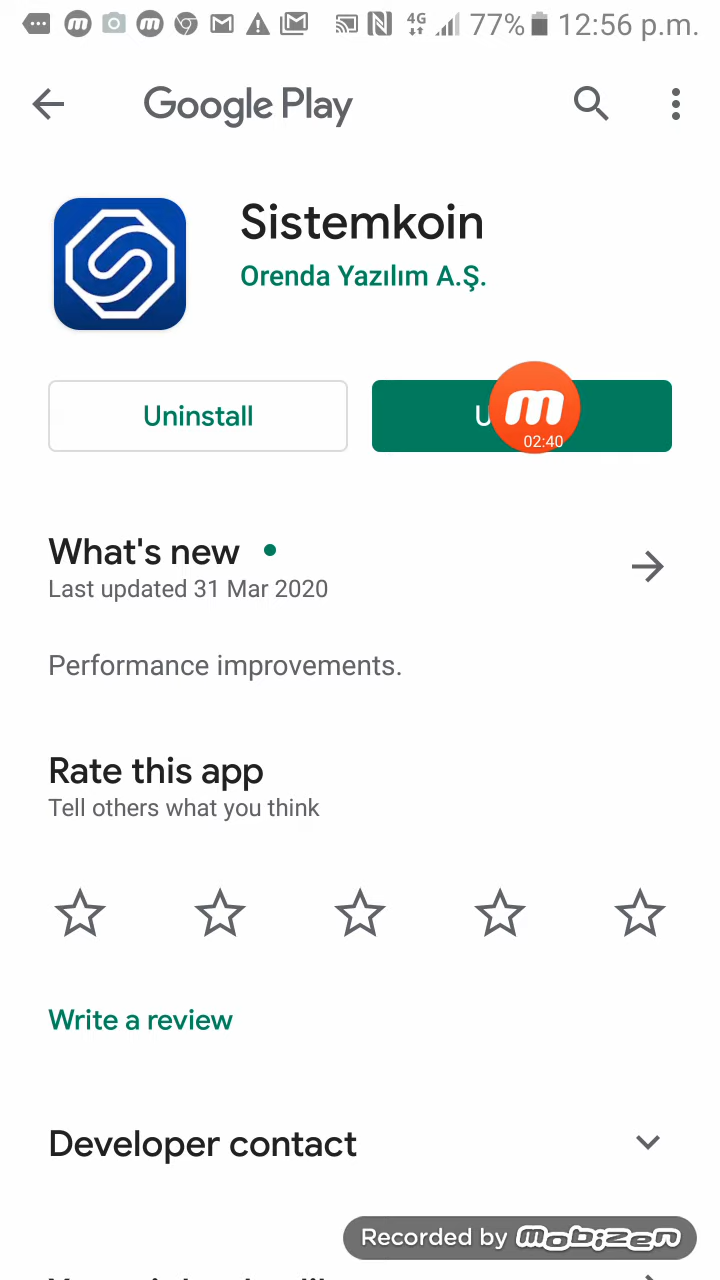 77% 12:56 p.m.
Google Play
Sistemkoin
Orenda Yazılım A.Ş.
Uninstall
U
02:40
What's new
Last updated 31 Mar 2020
Performance improvements.
Rate this app
Tell others what you think
Write a review
Developer contact
Recorded by mobizen